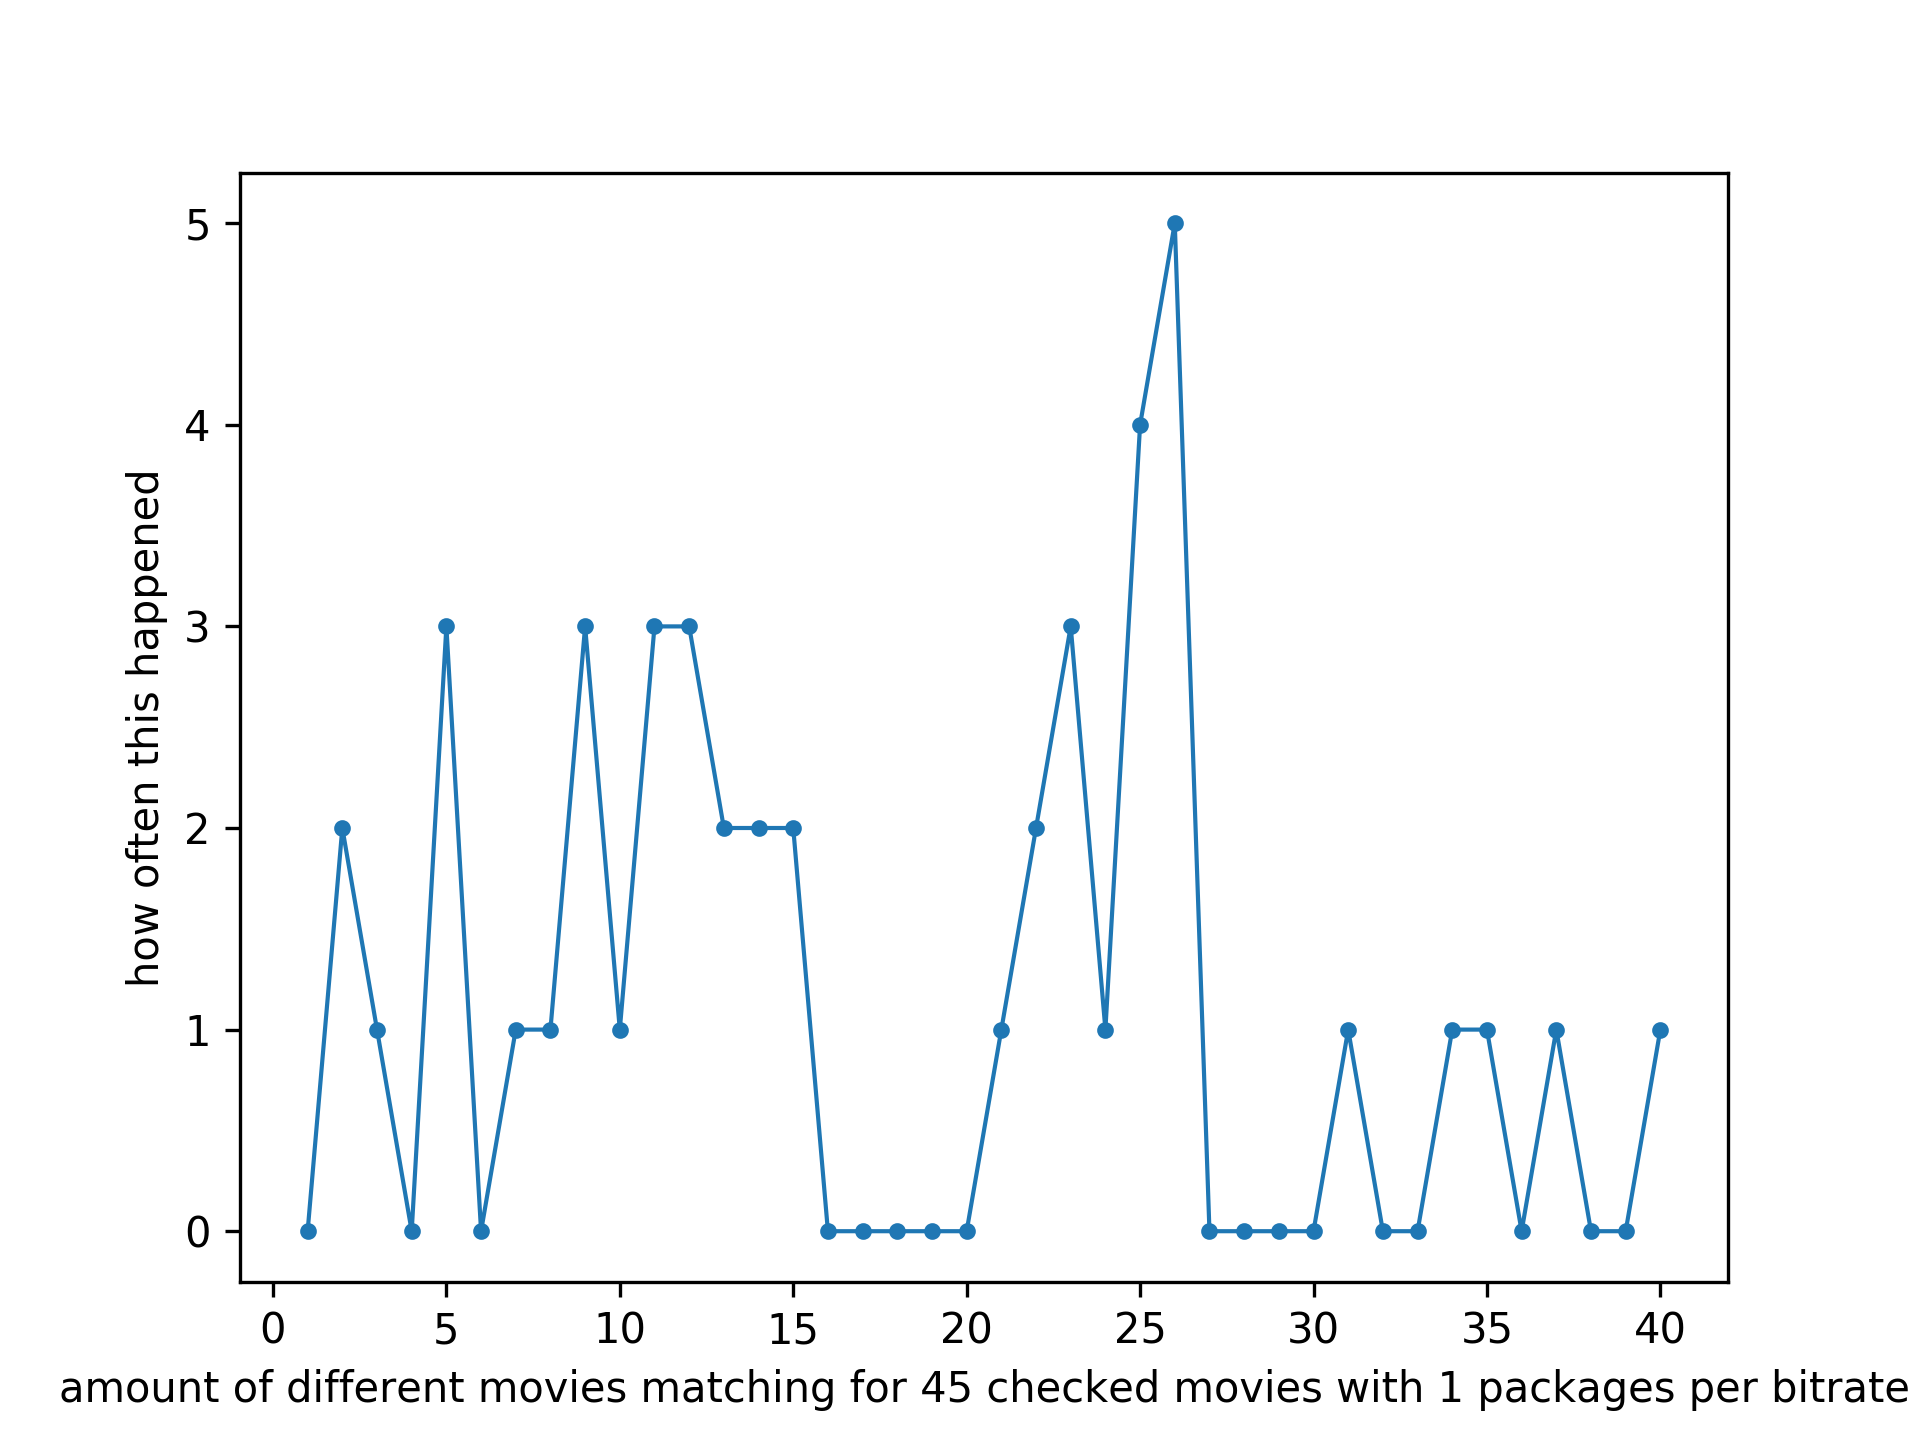 5
4
3
2
1
0
how often this happened
0 5 10 15 20 25 30 35 40
amount of different movies matching for 45 checked movies with 1 packages per bitrate